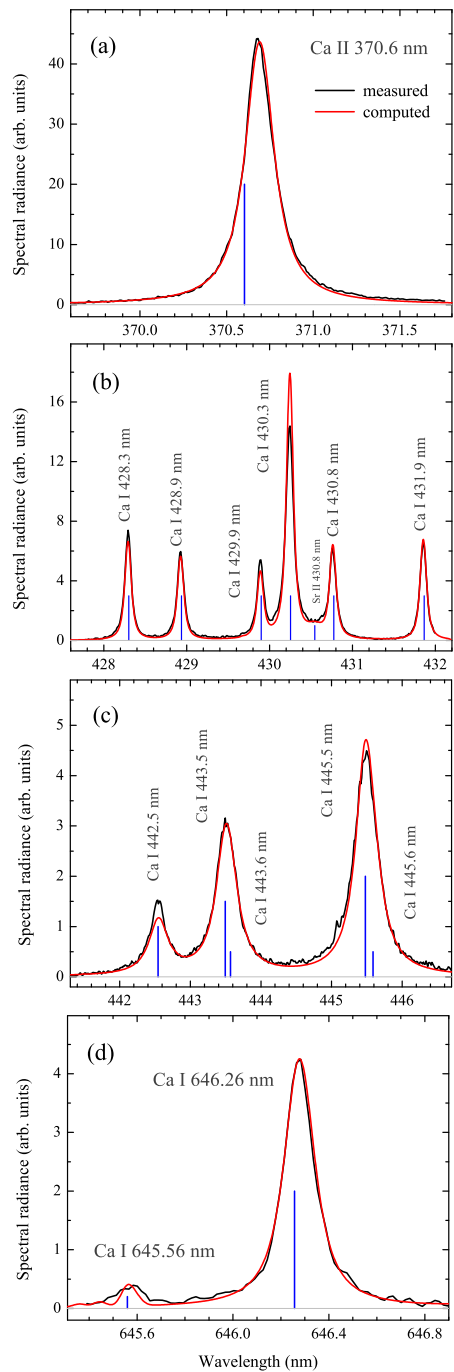 (a)
Ca II 370.6 nm
measured
computed
Spectral radiance (arb. units)
40
30
20
10
0
370.0 370.5 371.0 371.5
(b)
Ca I 428.3 nm
Ca I 428.9 nm
Ca I 429.9 nm
Ca I 430.3 nm
Sr II 430.8 nm
Ca I 430.8 nm
Ca I 431.9 nm
Spectral radiance (arb. units)
16
12
8
4
0
428 429 430 431 432
(c)
Ca I 442.5 nm
Ca I 443.5 nm
Ca I 443.6 nm
Ca I 445.5 nm
Ca I 445.6 nm
Spectral radiance (arb. units)
5
4
3
2
1
0
442 443 444 445 446
(d)
Ca I 646.26 nm
Ca I 645.56 nm
Spectral radiance (arb. units)
4
3
2
1
0
645.6 646.0 646.4 646.8
Wavelength (nm)